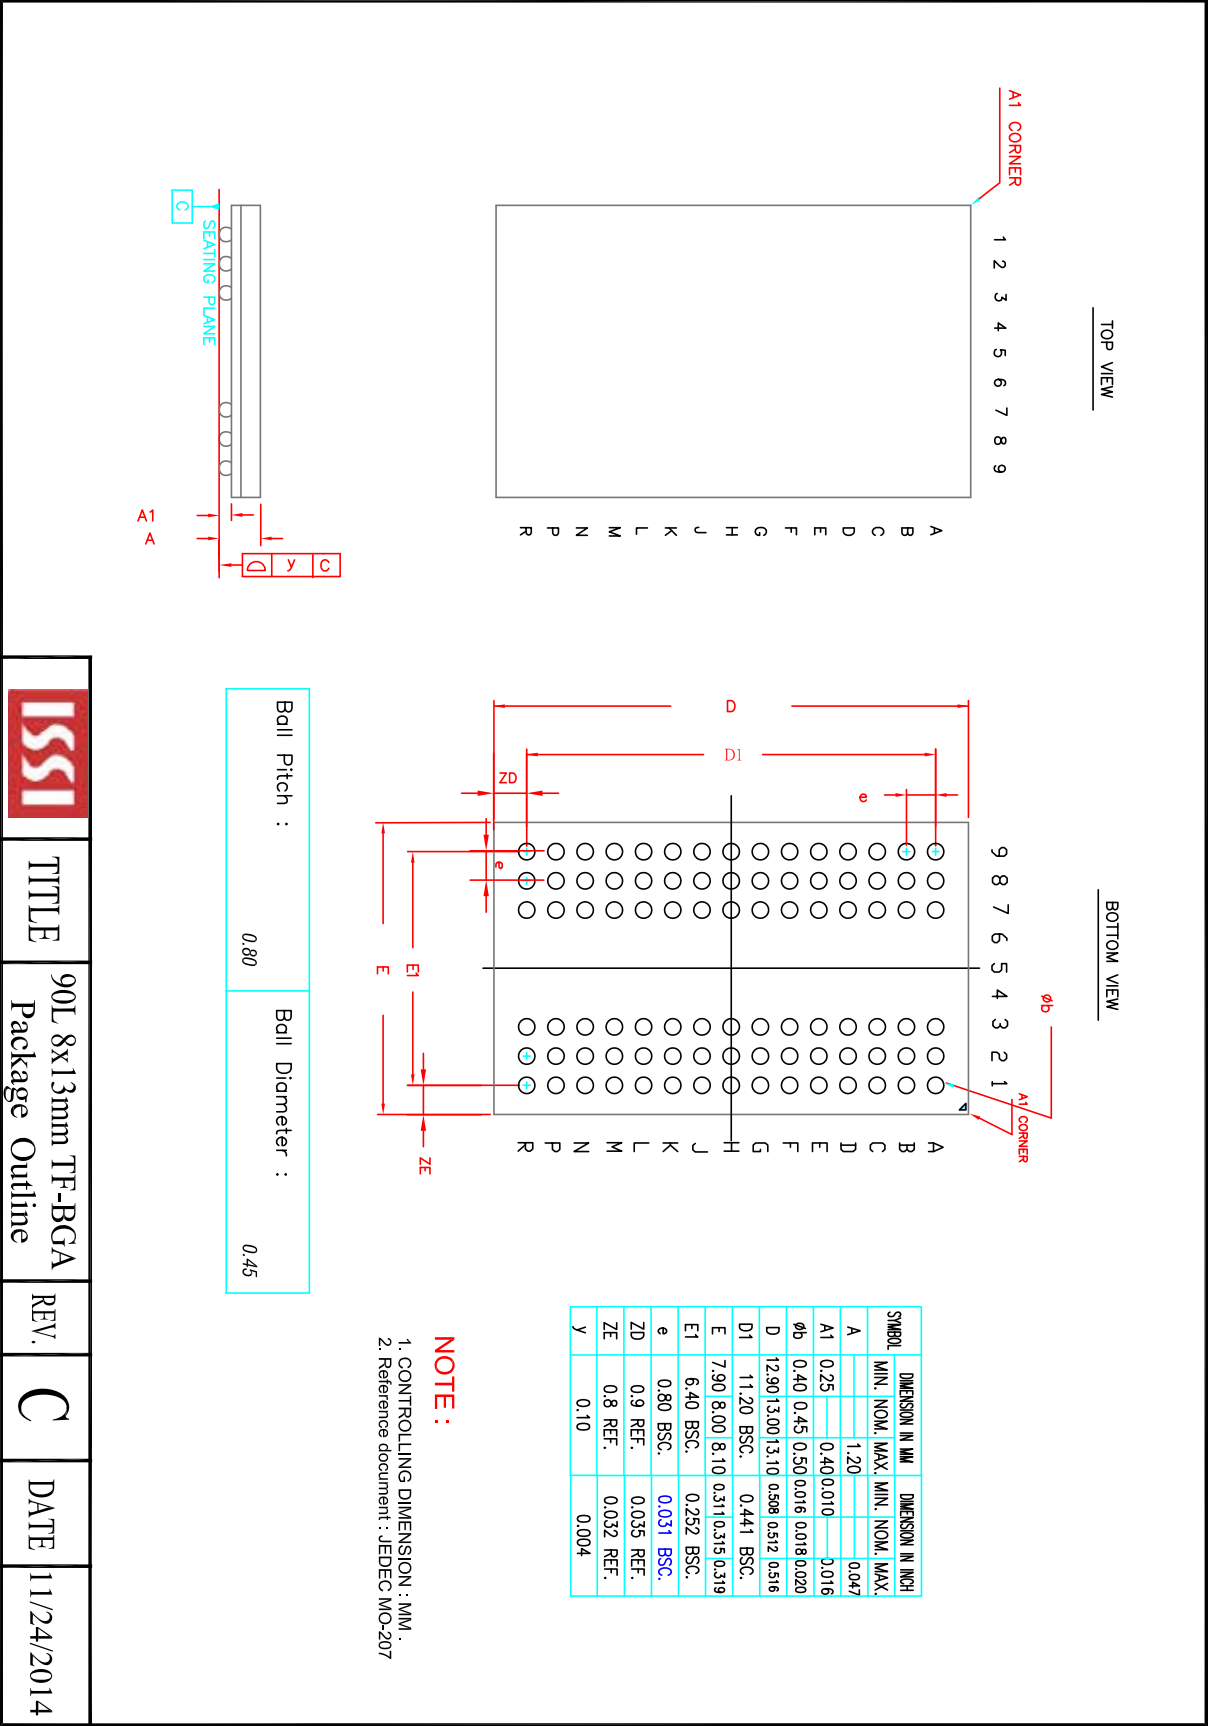 TOP VIEW
A1 CORNER
1 2 3 4 5 6 7 8 9
A
B
C
D
E
F
G
H
J
K
L
M
N
P
R
C
SEATING PLANE
A1
A
y C
BOTTOM VIEW
9 8 7 6 5 4 3 2 1
Øb
A1 CORNER
A
B
C
D
E
F
G
H
J
K
L
M
N
P
R
D
D1
ZD
e
e
E1
E
ZE
SYMBOL DIMENSION IN MM DIMENSION IN INCH
MIN. NOM. MAX. MIN. NOM. MAX.
A 1.20 0.047
A1 0.25 0.40 0.010 0.016
Øb 0.40 0.45 0.50 0.016 0.018 0.020
D 12.90 13.00 13.10 0.508 0.512 0.516
D1 11.20 BSC. 0.441 BSC.
E 7.90 8.00 8.10 0.311 0.315 0.319
E1 6.40 BSC. 0.252 BSC.
e 0.80 BSC. 0.031 BSC.
ZD 0.9 REF. 0.035 REF.
ZE 0.8 REF. 0.032 REF.
y 0.10 0.004
NOTE :
1. CONTROLLING DIMENSION : MM .
2. Reference document : JEDEC MO-207
Ball Pitch : Ball Diameter :
0.80 0.45
ISSI
TITLE
90L 8x13mm TF-BGA
Package Outline
REV.
C
DATE
11/24/2014